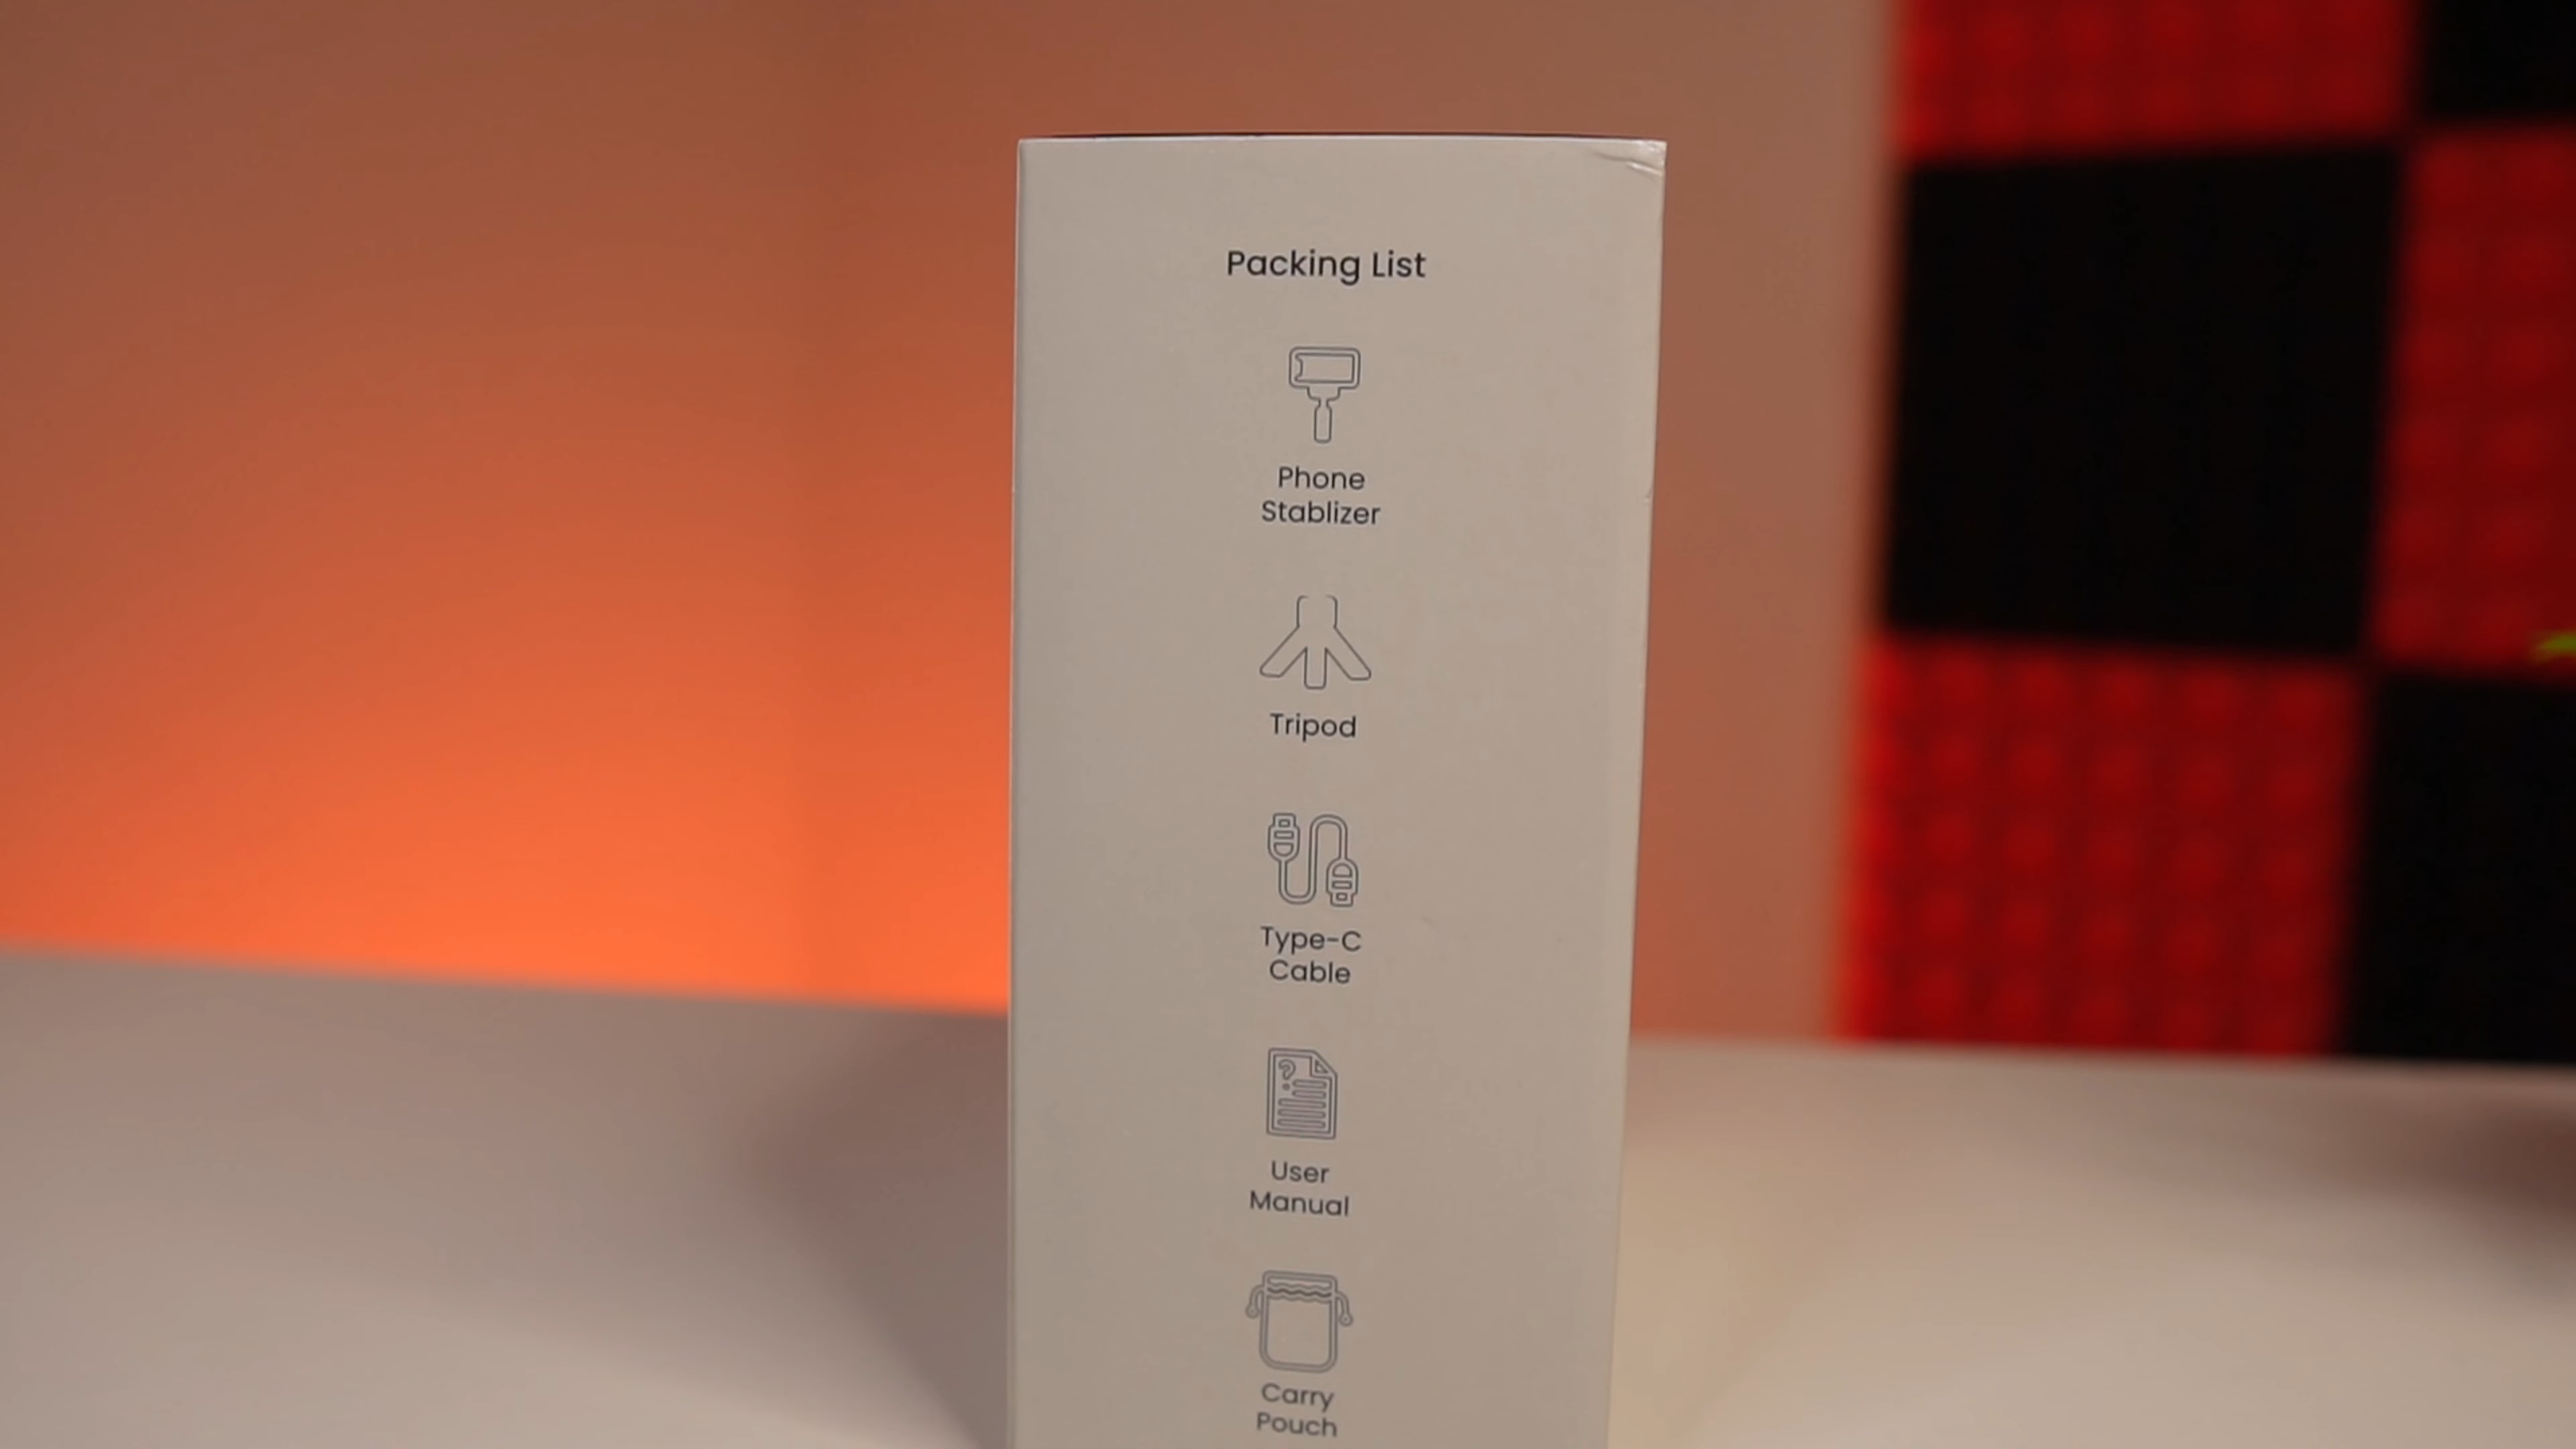 Packing List
Phone
Stablizer
Tripod
Type-C
Cable
User
Manual
Carry
Pouch